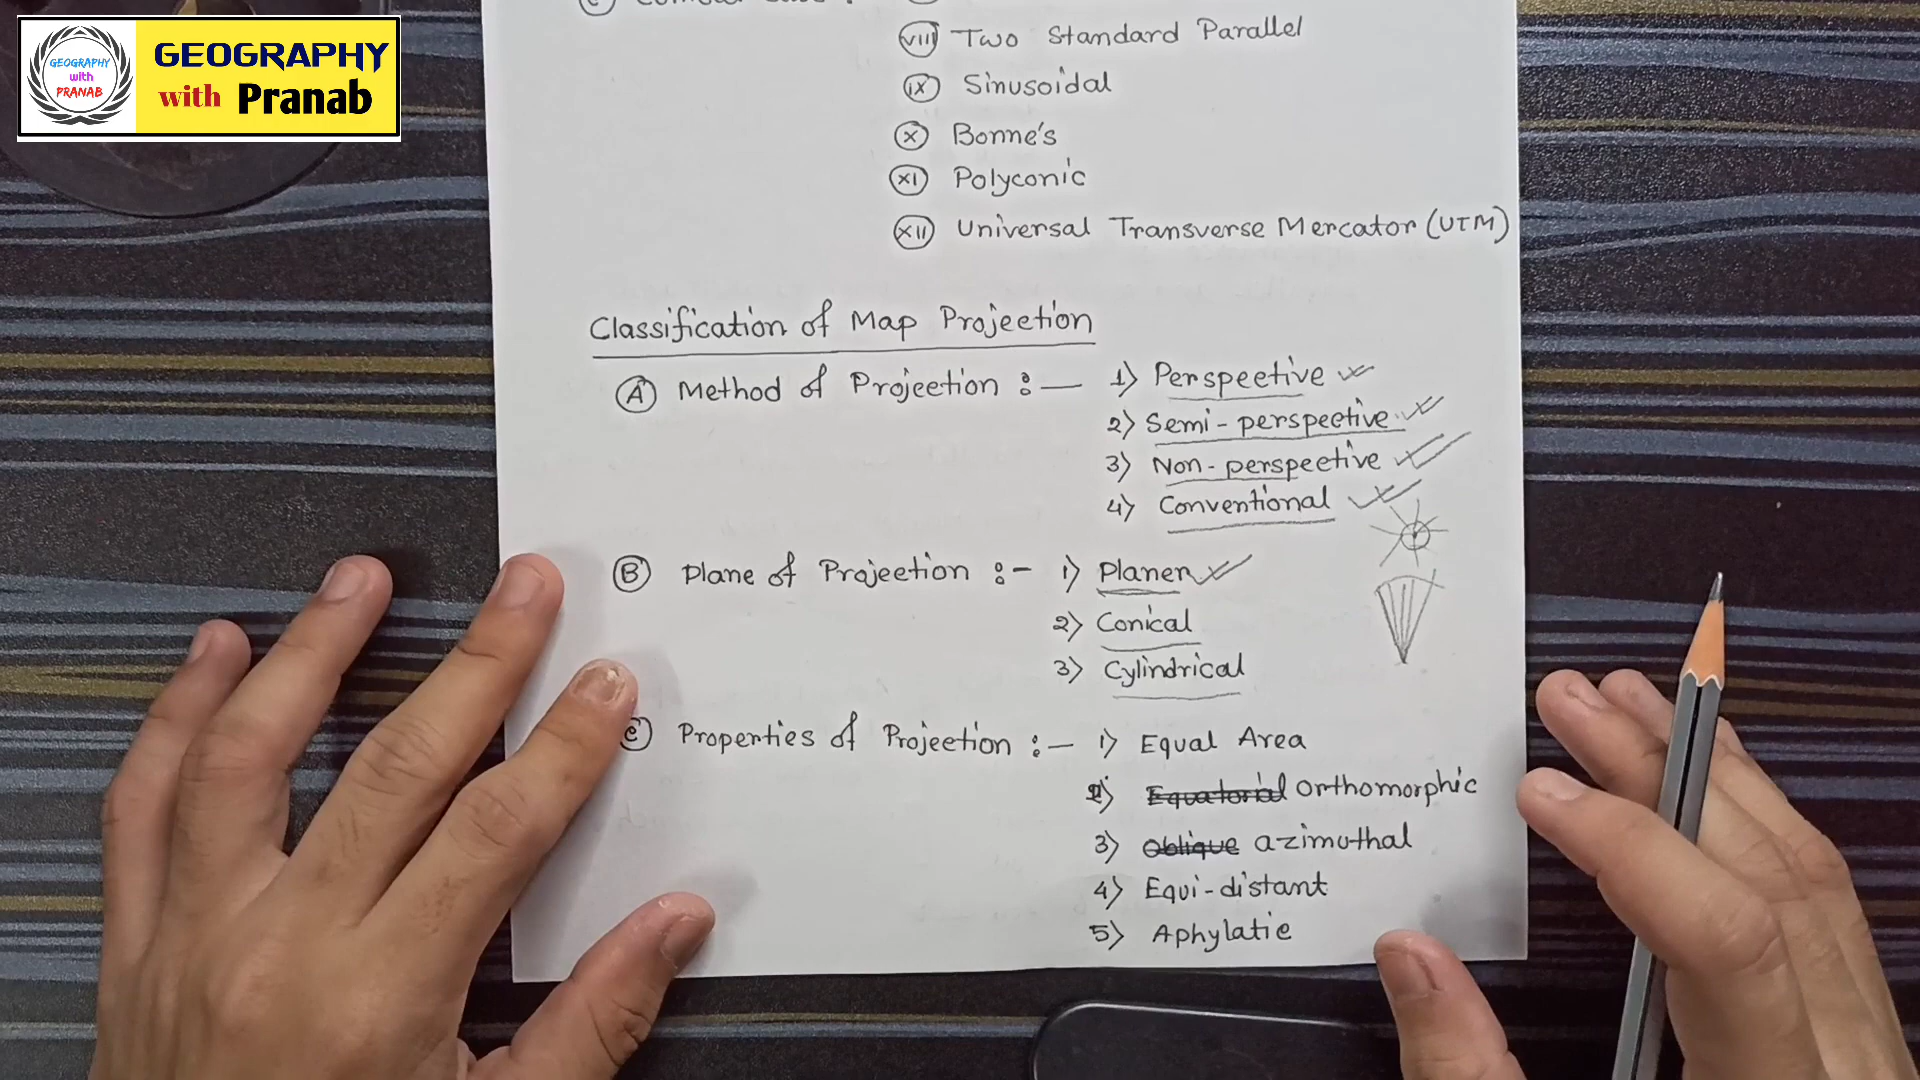 GEOGRAPHY
with
PRANAB
GEOGRAPHY
with Pranab
VIII Two Standard Parallel
IX Sinusoidal
X Bonne's
XI Polyconic
XII Universal Transverse Mercator (UTM)
Classification of Map Projection
A Method of Projection :— 1) Perspective
2) Semi-perspective
3) Non-perspective
4) Conventional
B Plane of Projection :- 1) Planer
2) Conical
3) Cylindrical
C Properties of Projection :— 1) Equal Area
2) Equatorial Orthomorphic
3) Oblique azimuthal
4) Equi-distant
5) Aphylatic